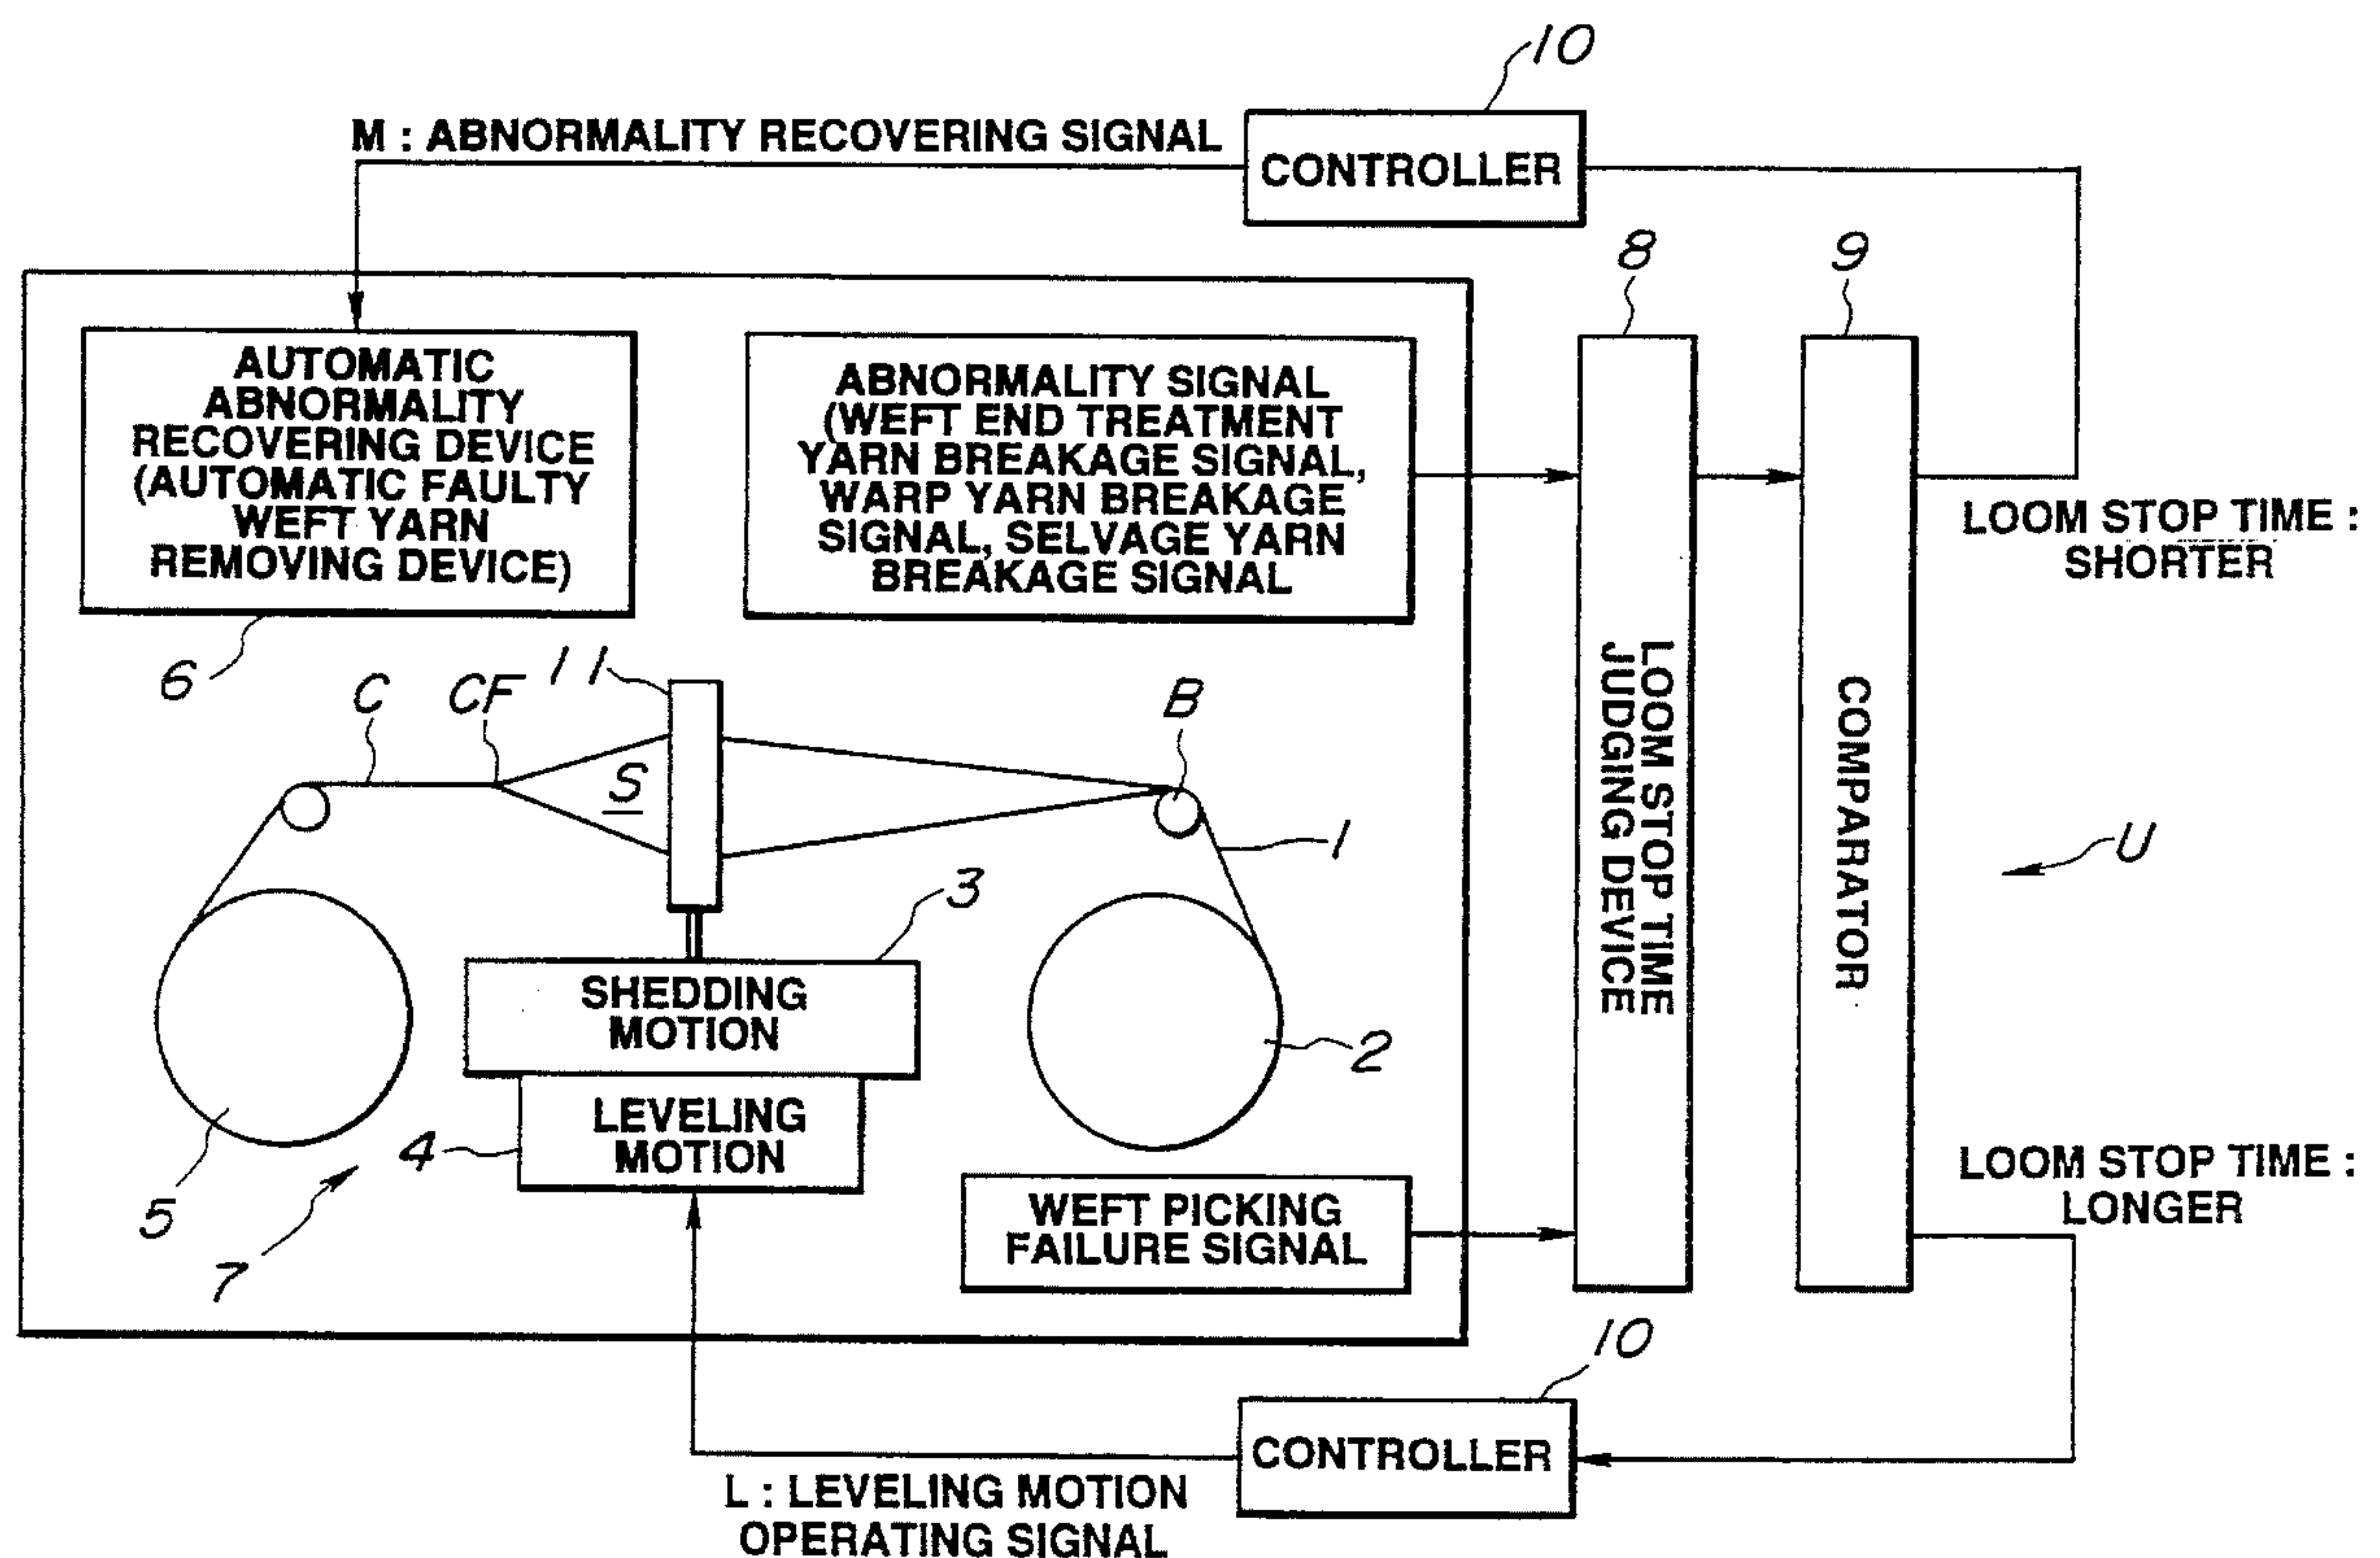 10
M : ABNORMALITY RECOVERING SIGNAL
CONTROLLER
8
9
AUTOMATIC
ABNORMALITY
RECOVERING DEVICE
(AUTOMATIC FAULTY
WEFT YARN
REMOVING DEVICE)
ABNORMALITY SIGNAL
(WEFT END TREATMENT
YARN BREAKAGE SIGNAL,
WARP YARN BREAKAGE
SIGNAL, SELVAGE YARN
BREAKAGE SIGNAL
LOOM STOP TIME :
SHORTER
6
C
CF
11
B
S
1
LOOM STOP TIME
JUDGING DEVICE
COMPARATOR
U
3
SHEDDING
MOTION
2
LEVELING
MOTION
4
5
7
WEFT PICKING
FAILURE SIGNAL
LOOM STOP TIME :
LONGER
10
CONTROLLER
L : LEVELING MOTION
OPERATING SIGNAL